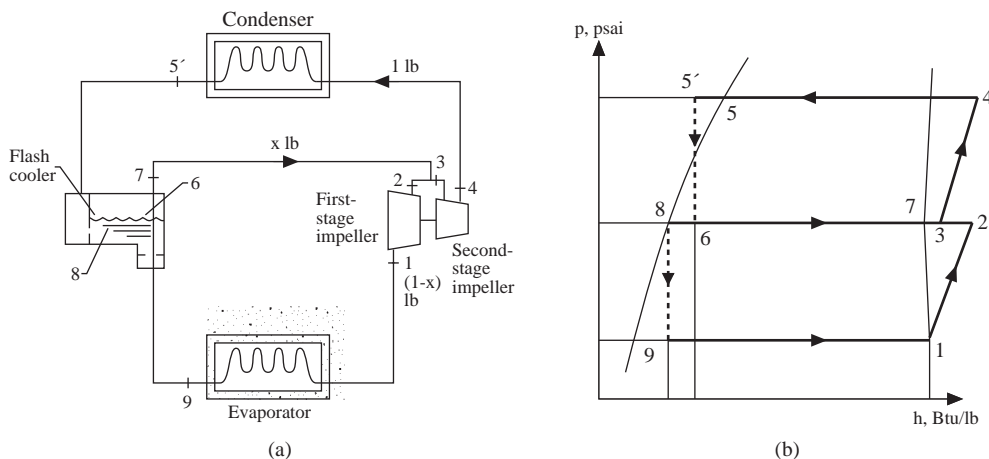 Condenser
5´
1 lb
x lb
Flash
cooler
7
6
2
3
4
First-
stage
impeller
8
1
(1-x)
lb
Second-
stage
impeller
9
Evaporator
(a)
p, psai
5´
5
4
8
6
7
3
2
9
1
h, Btu/lb
(b)